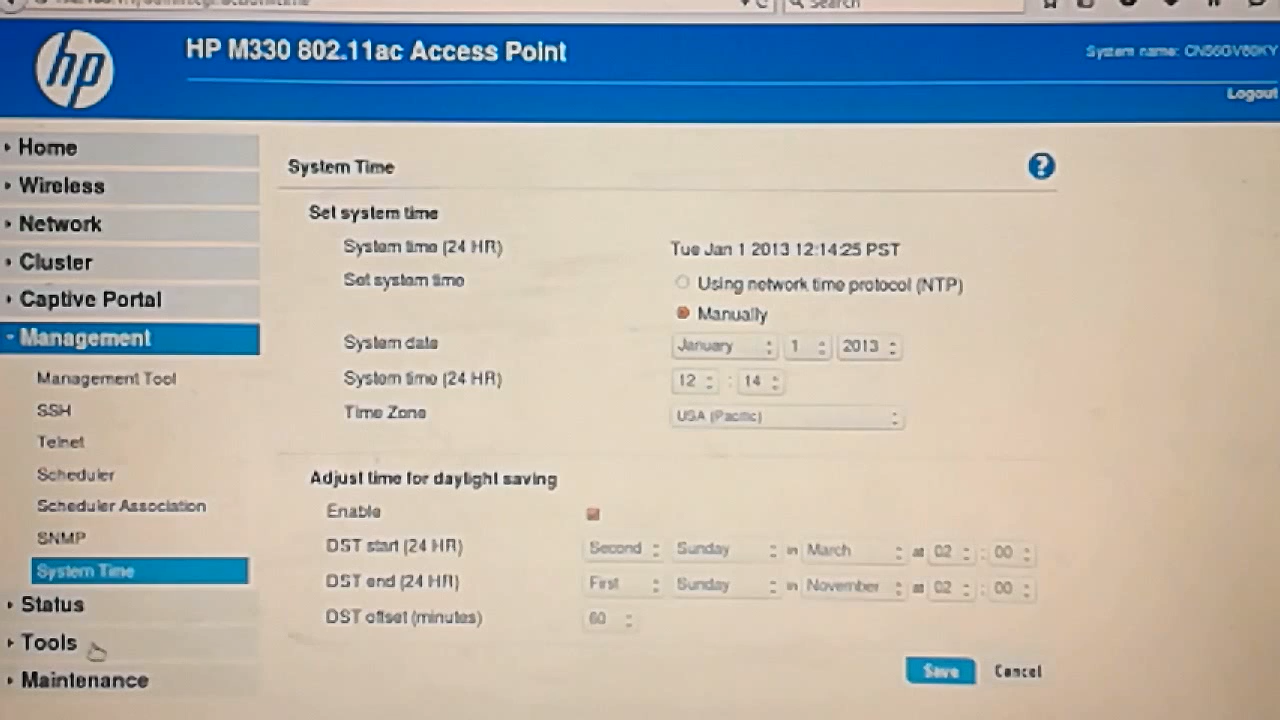 Search
hp
HP M330 802.11ac Access Point
System name: CN56GV60KY
Logout
Home
Wireless
Network
Cluster
Captive Portal
Management
Management Tool
SSH
Telnet
Scheduler
Scheduler Association
SNMP
System Time
Status
Tools
Maintenance
System Time
?
Set system time
System time (24 HR) Tue Jan 1 2013 12:14:25 PST
Set system time Using network time protocol (NTP)
Manually
System date January 1 2013
System time (24 HR) 12 : 14
Time Zone USA (Pacific)
Adjust time for daylight saving
Enable
DST start (24 HR) Second Sunday in March at 02 : 00
DST end (24 HR) First Sunday in November at 02 : 00
DST offset (minutes) 60
Save Cancel